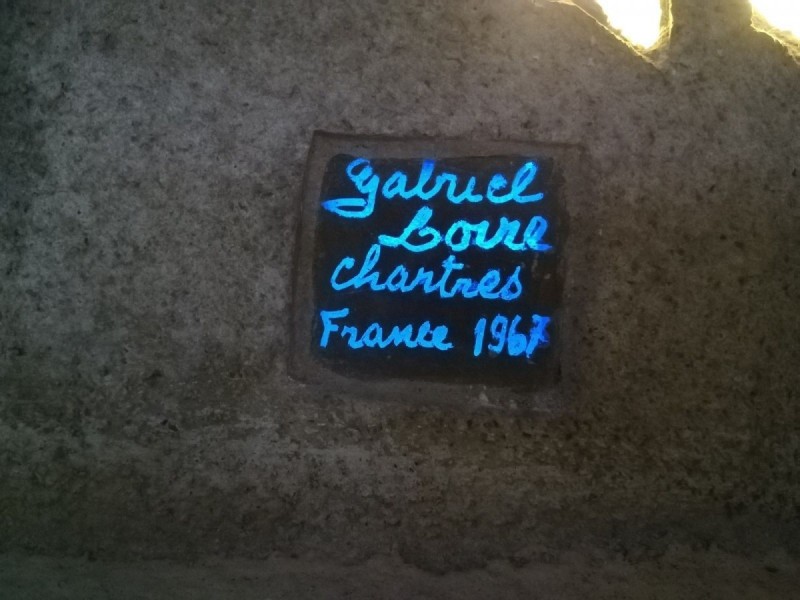 Gabriel
Loire
Chartres
France 1967